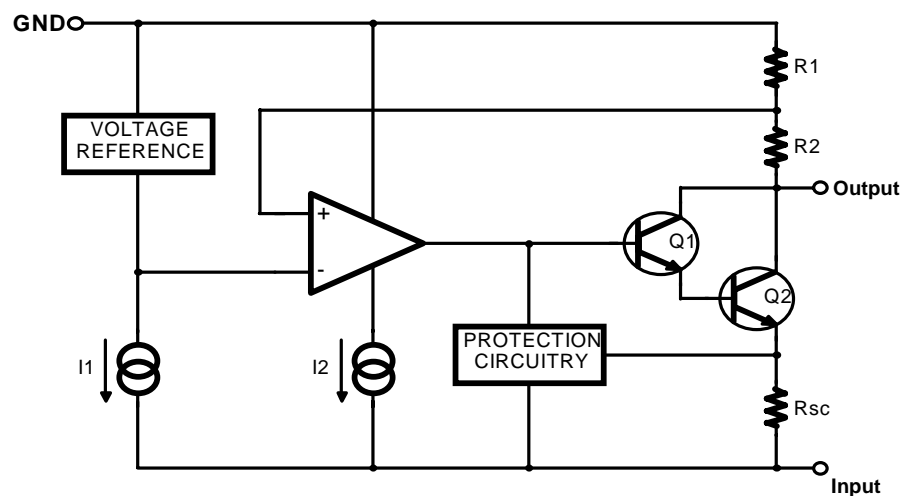 GND
R1
VOLTAGE
REFERENCE
R2
Output
+
Q1
-
Q2
PROTECTION
CIRCUITRY
I1
I2
Rsc
Input